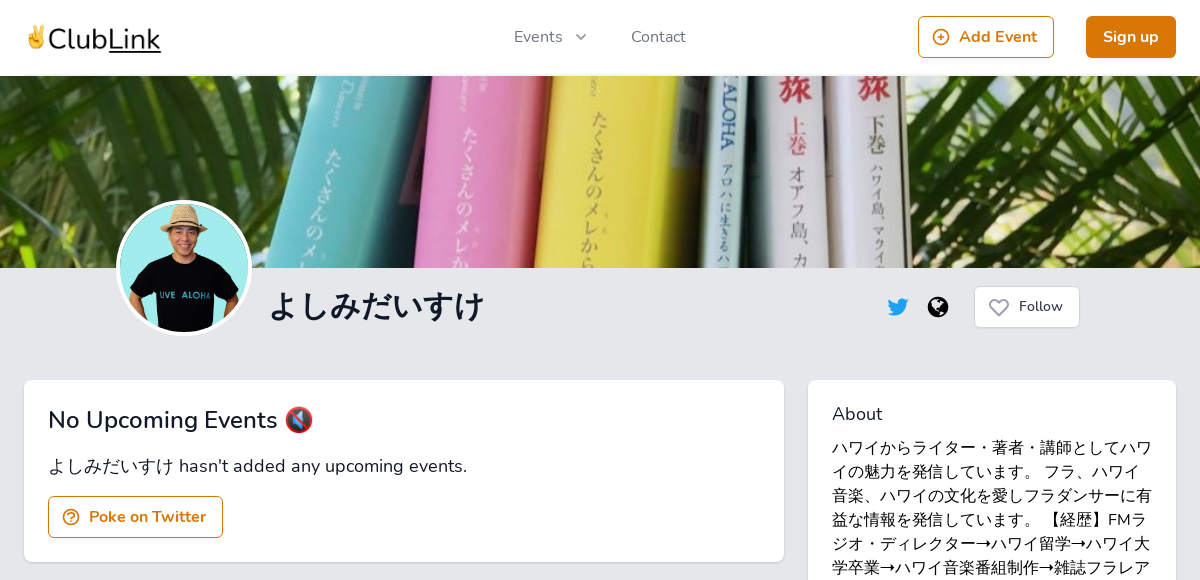 ✌️ClubLink
Events
Contact
Add Event
Sign up
たくさんのメ
たくさんのメレか
たくさんのメレから
ALOHA アロハに生きるハ
旅 上巻 オアフ島、カ
旅 下巻 ハワイ島、マウイ
LIVE ALOHA
よしみだいすけ
Follow
No Upcoming Events 🔇
よしみだいすけ hasn't added any upcoming events.
Poke on Twitter
About
ハワイからライター・著者・講師としてハワ
イの魅力を発信しています。 フラ、ハワイ
音楽、ハワイの文化を愛しフラダンサーに有
益な情報を発信しています。 【経歴】FMラ
ジオ・ディレクター➝ハワイ留学➝ハワイ大
学卒業➝ハワイ音楽番組制作➝雑誌フラレア